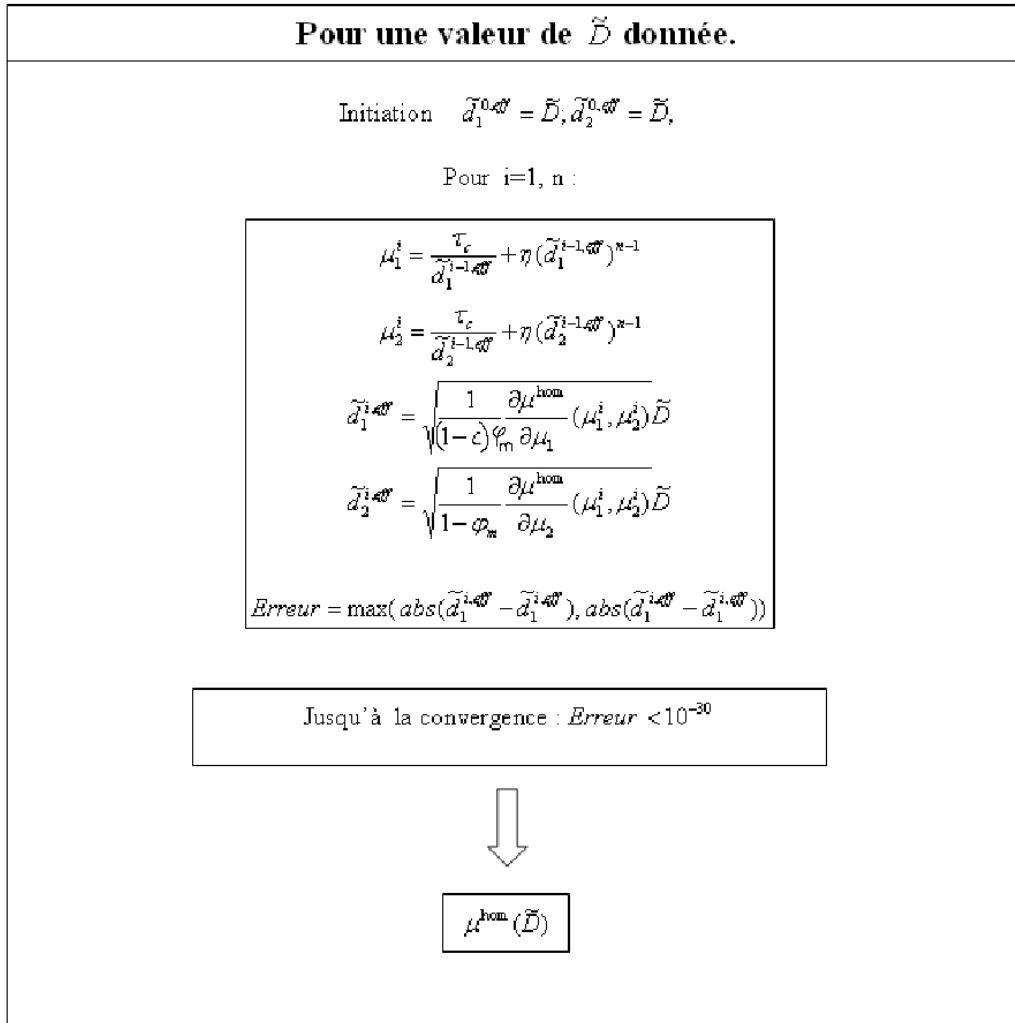 Pour une valeur de D̃ donnée.
Initiation d̃₁^{0,eff} = D̃; d̃₂^{0,eff} = D̃,
Pour i=1, n :
μ₁^i = τ_c / d̃₁^{i-1,eff} + η (d̃₁^{i-1,eff})^{n-1}
μ₂^i = τ_c / d̃₂^{i-1,eff} + η (d̃₂^{i-1,eff})^{n-1}
d̃₁^{i,eff} = √(1/((1-c)φ_m) ∂μ^{hom}/∂μ₁ (μ₁^i, μ₂^i)) D̃
d̃₂^{i,eff} = √(1/(1-φ_m) ∂μ^{hom}/∂μ₂ (μ₁^i, μ₂^i)) D̃
Erreur = max( abs(d̃₁^{i,eff} - d̃₁^{i,eff}), abs(d̃₁^{i,eff} - d̃₁^{i,eff}))
Jusqu'à la convergence : Erreur <10^{-30}
μ^{hom}(D̃)